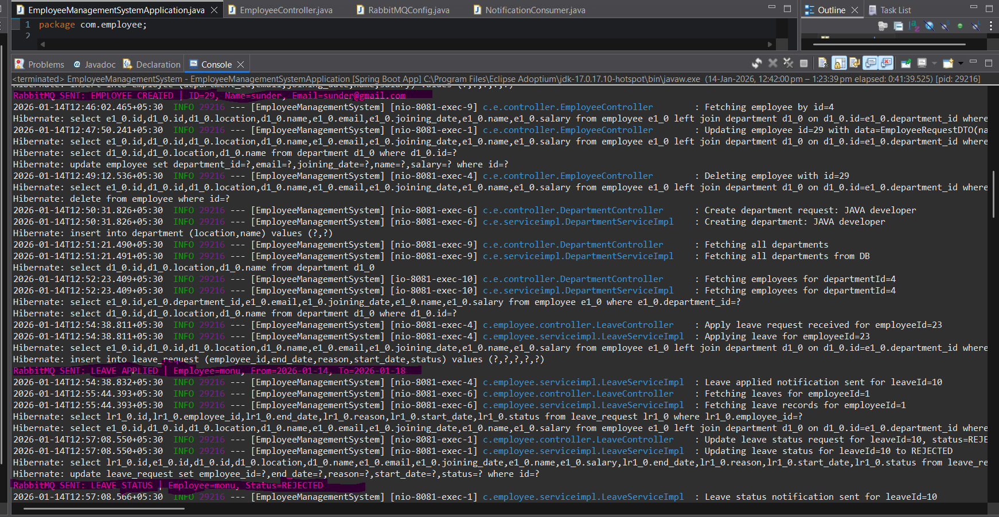 EmployeeManagementSystemApplication.java
EmployeeController.java
RabbitMQConfig.java
NotificationConsumer.java
Outline
Task List
1 package com.employee;
2
Problems
Javadoc
Declaration
Console
<terminated> EmployeeManagementSystem - EmployeeManagementSystemApplication [Spring Boot App] C:\Program Files\Eclipse Adoptium\jdk-17.0.17.10-hotspot\bin\javaw.exe (14-Jan-2026, 12:42:00 pm – 1:23:39 pm elapsed: 0:41:39.525) [pid: 29216]
Hibernate: insert into employee (department_id,email,joining_date,name,salary) values (?,?,?,?,?)
RabbitMQ SENT: EMPLOYEE CREATED | ID=29, Name=sunder, Email=sunder@gmail.com
2026-01-14T12:46:02.465+05:30  INFO 29216 --- [EmployeeManagementSystem] [nio-8081-exec-9] c.e.controller.EmployeeController        : Fetching employee by id=4
Hibernate: select e1_0.id,d1_0.id,d1_0.location,d1_0.name,e1_0.email,e1_0.joining_date,e1_0.name,e1_0.salary from employee e1_0 left join department d1_0 on d1_0.id=e1_0.department_id where
2026-01-14T12:47:50.241+05:30  INFO 29216 --- [EmployeeManagementSystem] [nio-8081-exec-1] c.e.controller.EmployeeController        : Updating employee id=29 with data=EmployeeRequestDTO(na
Hibernate: select e1_0.id,d1_0.id,d1_0.location,d1_0.name,e1_0.email,e1_0.joining_date,e1_0.name,e1_0.salary from employee e1_0 left join department d1_0 on d1_0.id=e1_0.department_id where
Hibernate: select d1_0.id,d1_0.location,d1_0.name from department d1_0 where d1_0.id=?
Hibernate: update employee set department_id=?,email=?,joining_date=?,name=?,salary=? where id=?
2026-01-14T12:49:12.536+05:30  INFO 29216 --- [EmployeeManagementSystem] [nio-8081-exec-4] c.e.controller.EmployeeController        : Deleting employee with id=29
Hibernate: select e1_0.id,d1_0.id,d1_0.location,d1_0.name,e1_0.email,e1_0.joining_date,e1_0.name,e1_0.salary from employee e1_0 left join department d1_0 on d1_0.id=e1_0.department_id where
Hibernate: delete from employee where id=?
2026-01-14T12:50:31.826+05:30  INFO 29216 --- [EmployeeManagementSystem] [nio-8081-exec-6] c.e.controller.DepartmentController      : Create department request: JAVA developer
2026-01-14T12:50:31.826+05:30  INFO 29216 --- [EmployeeManagementSystem] [nio-8081-exec-6] c.e.serviceimpl.DepartmentServiceImpl    : Creating department: JAVA developer
Hibernate: insert into department (location,name) values (?,?)
2026-01-14T12:51:21.490+05:30  INFO 29216 --- [EmployeeManagementSystem] [nio-8081-exec-9] c.e.controller.DepartmentController      : Fetching all departments
2026-01-14T12:51:21.491+05:30  INFO 29216 --- [EmployeeManagementSystem] [nio-8081-exec-9] c.e.serviceimpl.DepartmentServiceImpl    : Fetching all departments from DB
Hibernate: select d1_0.id,d1_0.location,d1_0.name from department d1_0
2026-01-14T12:52:23.409+05:30  INFO 29216 --- [EmployeeManagementSystem] [io-8081-exec-10] c.e.controller.DepartmentController      : Fetching employees for departmentId=4
2026-01-14T12:52:23.409+05:30  INFO 29216 --- [EmployeeManagementSystem] [io-8081-exec-10] c.e.serviceimpl.DepartmentServiceImpl    : Fetching employees for departmentId=4
Hibernate: select e1_0.id,e1_0.department_id,e1_0.email,e1_0.joining_date,e1_0.name,e1_0.salary from employee e1_0 where e1_0.department_id=?
Hibernate: select d1_0.id,d1_0.location,d1_0.name from department d1_0 where d1_0.id=?
2026-01-14T12:54:38.811+05:30  INFO 29216 --- [EmployeeManagementSystem] [nio-8081-exec-4] c.employee.controller.LeaveController    : Apply leave request received for employeeId=23
2026-01-14T12:54:38.811+05:30  INFO 29216 --- [EmployeeManagementSystem] [nio-8081-exec-4] c.employee.serviceimpl.LeaveServiceImpl  : Applying leave for employeeId=23
Hibernate: select e1_0.id,d1_0.id,d1_0.location,d1_0.name,e1_0.email,e1_0.joining_date,e1_0.name,e1_0.salary from employee e1_0 left join department d1_0 on d1_0.id=e1_0.department_id where
Hibernate: insert into leave_request (employee_id,end_date,reason,start_date,status) values (?,?,?,?,?)
RabbitMQ SENT: LEAVE APPLIED | Employee=monu, From=2026-01-14, To=2026-01-18
2026-01-14T12:54:38.832+05:30  INFO 29216 --- [EmployeeManagementSystem] [nio-8081-exec-4] c.employee.serviceimpl.LeaveServiceImpl  : Leave applied notification sent for leaveId=10
2026-01-14T12:55:44.393+05:30  INFO 29216 --- [EmployeeManagementSystem] [nio-8081-exec-6] c.employee.controller.LeaveController    : Fetching leaves for employeeId=1
2026-01-14T12:55:44.393+05:30  INFO 29216 --- [EmployeeManagementSystem] [nio-8081-exec-6] c.employee.serviceimpl.LeaveServiceImpl  : Fetching leave records for employeeId=1
Hibernate: select lr1_0.id,lr1_0.employee_id,lr1_0.end_date,lr1_0.reason,lr1_0.start_date,lr1_0.status from leave_request lr1_0 where lr1_0.employee_id=?
Hibernate: select e1_0.id,d1_0.id,d1_0.location,d1_0.name,e1_0.email,e1_0.joining_date,e1_0.name,e1_0.salary from employee e1_0 left join department d1_0 on d1_0.id=e1_0.department_id where
2026-01-14T12:57:08.550+05:30  INFO 29216 --- [EmployeeManagementSystem] [nio-8081-exec-1] c.employee.controller.LeaveController    : Update leave status request for leaveId=10, status=REJE
2026-01-14T12:57:08.550+05:30  INFO 29216 --- [EmployeeManagementSystem] [nio-8081-exec-1] c.employee.serviceimpl.LeaveServiceImpl  : Updating leave status for leaveId=10 to REJECTED
Hibernate: select lr1_0.id,e1_0.id,d1_0.id,d1_0.location,d1_0.name,e1_0.email,e1_0.joining_date,e1_0.name,e1_0.salary,lr1_0.end_date,lr1_0.reason,lr1_0.start_date,lr1_0.status from leave_re
Hibernate: update leave_request set employee_id=?,end_date=?,reason=?,start_date=?,status=? where id=?
RabbitMQ SENT: LEAVE STATUS | Employee=monu, Status=REJECTED
2026-01-14T12:57:08.566+05:30  INFO 29216 --- [EmployeeManagementSystem] [nio-8081-exec-1] c.employee.serviceimpl.LeaveServiceImpl  : Leave status notification sent for leaveId=10